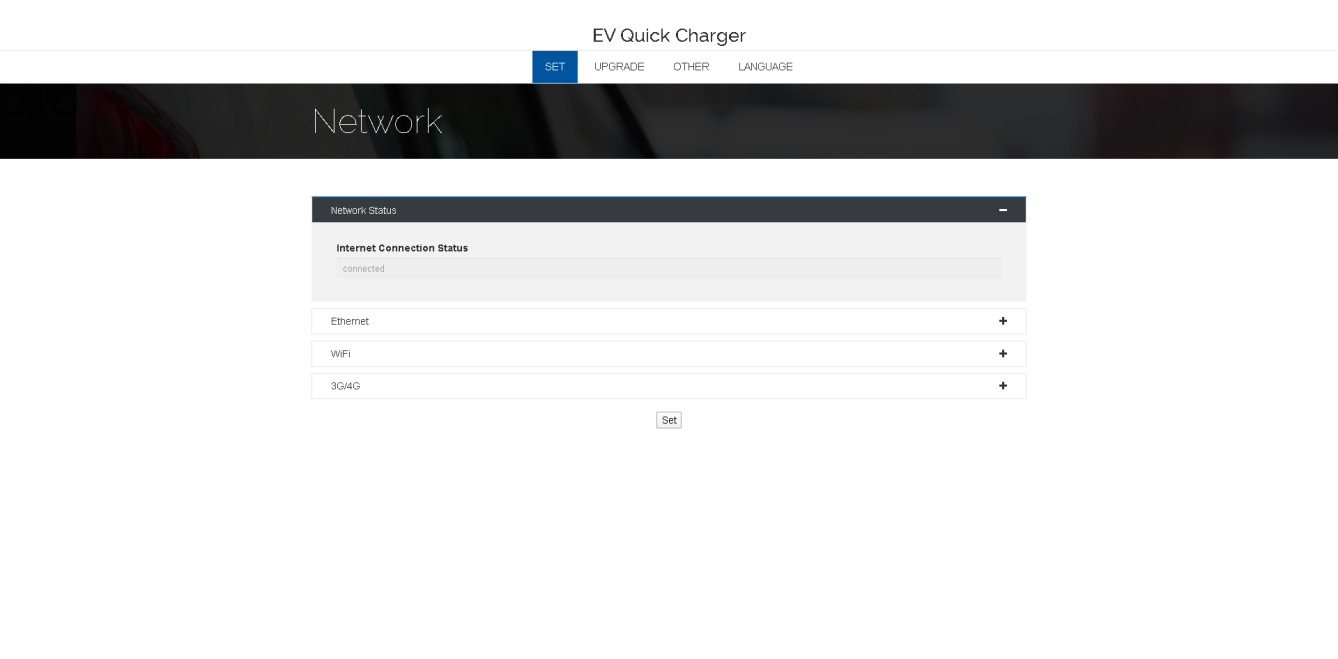 EV Quick Charger
SET UPGRADE OTHER LANGUAGE
Network
Network Status
Internet Connection Status
connected
Ethernet
WiFi
3G/4G
Set